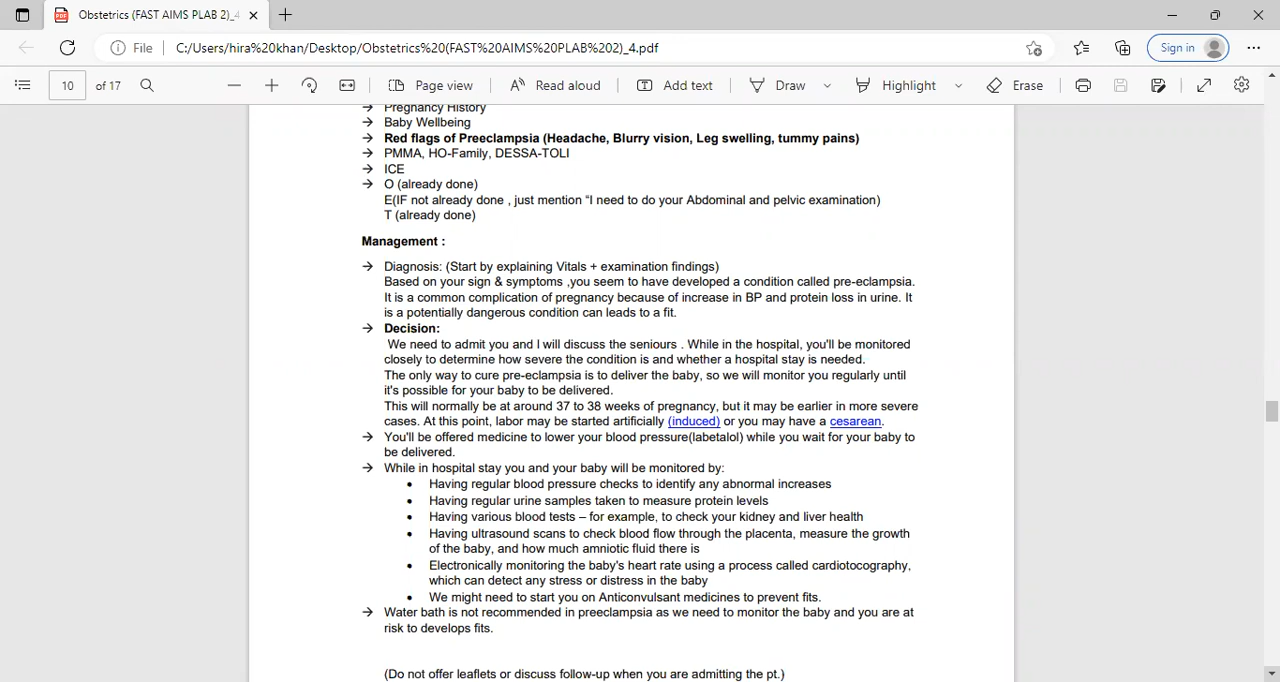 Obstetrics (FAST AIMS PLAB 2)_4
File C:/Users/hira%20khan/Desktop/Obstetrics%20(FAST%20AIMS%20PLAB%202)_4.pdf Sign in
10 of 17 Page view Read aloud Add text Draw Highlight Erase
→ Pregnancy History
→ Baby Wellbeing
→ Red flags of Preeclampsia (Headache, Blurry vision, Leg swelling, tummy pains)
→ PMMA, HO-Family, DESSA-TOLI
→ ICE
→ O (already done)
E(IF not already done , just mention “I need to do your Abdominal and pelvic examination)
T (already done)
Management :
→ Diagnosis: (Start by explaining Vitals + examination findings)
Based on your sign & symptoms ,you seem to have developed a condition called pre-eclampsia.
It is a common complication of pregnancy because of increase in BP and protein loss in urine. It
is a potentially dangerous condition can leads to a fit.
→ Decision:
We need to admit you and I will discuss the seniours . While in the hospital, you'll be monitored
closely to determine how severe the condition is and whether a hospital stay is needed.
The only way to cure pre-eclampsia is to deliver the baby, so we will monitor you regularly until
it's possible for your baby to be delivered.
This will normally be at around 37 to 38 weeks of pregnancy, but it may be earlier in more severe
cases. At this point, labor may be started artificially (induced) or you may have a cesarean.
→ You'll be offered medicine to lower your blood pressure(labetalol) while you wait for your baby to
be delivered.
→ While in hospital stay you and your baby will be monitored by:
• Having regular blood pressure checks to identify any abnormal increases
• Having regular urine samples taken to measure protein levels
• Having various blood tests – for example, to check your kidney and liver health
• Having ultrasound scans to check blood flow through the placenta, measure the growth
of the baby, and how much amniotic fluid there is
• Electronically monitoring the baby's heart rate using a process called cardiotocography,
which can detect any stress or distress in the baby
• We might need to start you on Anticonvulsant medicines to prevent fits.
→ Water bath is not recommended in preeclampsia as we need to monitor the baby and you are at
risk to develops fits.
(Do not offer leaflets or discuss follow-up when you are admitting the pt.)